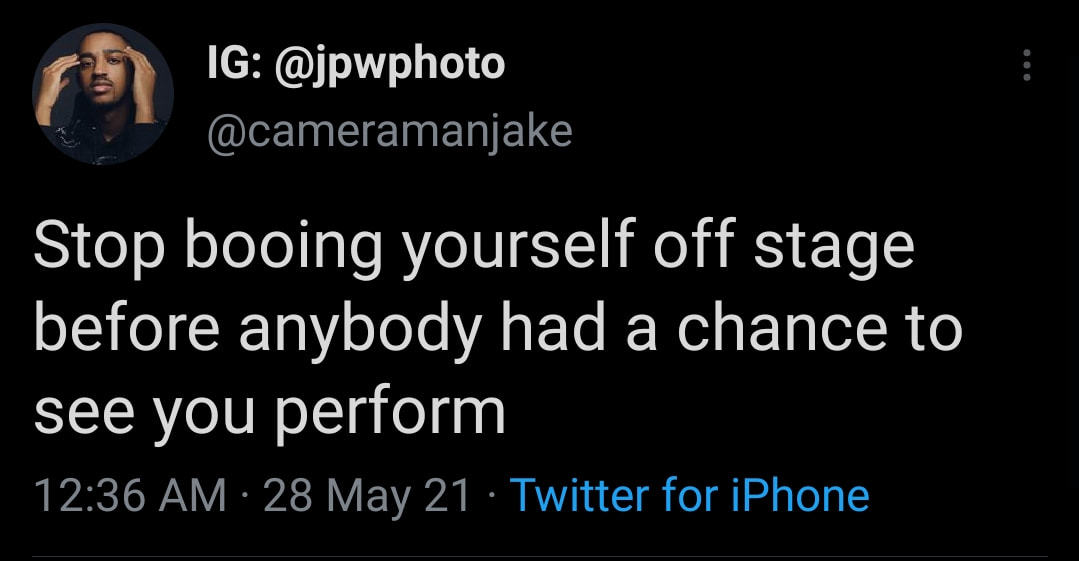 IG: @jpwphoto
@cameramanjake
Stop booing yourself off stage
before anybody had a chance to
see you perform
12:36 AM · 28 May 21 · Twitter for iPhone